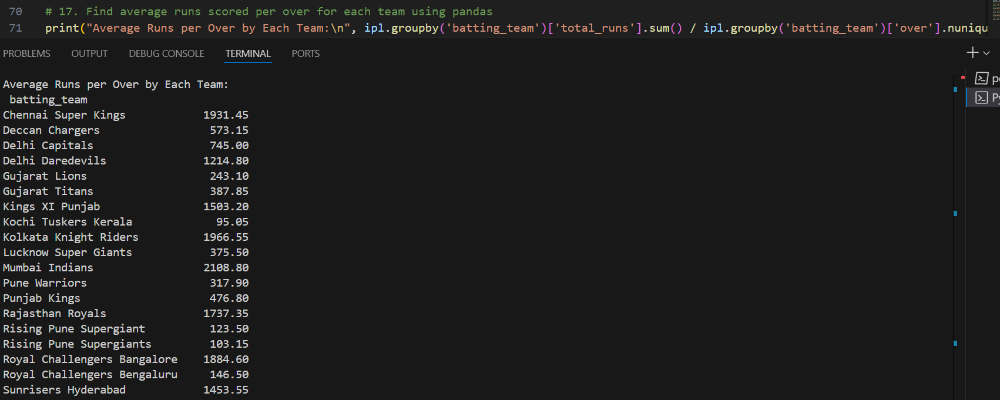 70 # 17. Find average runs scored per over for each team using pandas
71 print("Average Runs per Over by Each Team:\n", ipl.groupby('batting_team')['total_runs'].sum() / ipl.groupby('batting_team')['over'].nuniqu
PROBLEMS OUTPUT DEBUG CONSOLE TERMINAL PORTS
Average Runs per Over by Each Team:
batting_team
Chennai Super Kings 1931.45
Deccan Chargers 573.15
Delhi Capitals 745.00
Delhi Daredevils 1214.80
Gujarat Lions 243.10
Gujarat Titans 387.85
Kings XI Punjab 1503.20
Kochi Tuskers Kerala 95.05
Kolkata Knight Riders 1966.55
Lucknow Super Giants 375.50
Mumbai Indians 2108.80
Pune Warriors 317.90
Punjab Kings 476.80
Rajasthan Royals 1737.35
Rising Pune Supergiant 123.50
Rising Pune Supergiants 103.15
Royal Challengers Bangalore 1884.60
Royal Challengers Bengaluru 146.50
Sunrisers Hyderabad 1453.55